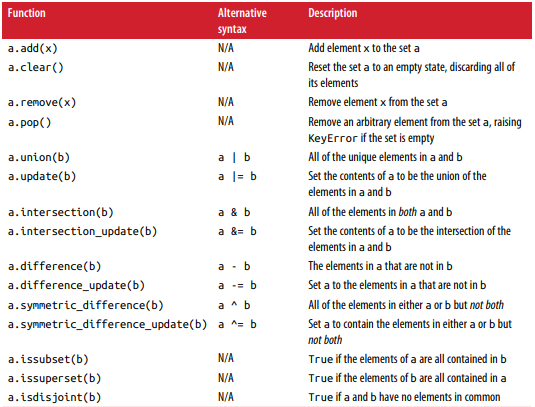 Function Alternative syntax Description
a.add(x) N/A Add element x to the set a
a.clear() N/A Reset the set a to an empty state, discarding all of
its elements
a.remove(x) N/A Remove element x from the set a
a.pop() N/A Remove an arbitrary element from the set a, raising
KeyError if the set is empty
a.union(b) a | b All of the unique elements in a and b
a.update(b) a |= b Set the contents of a to be the union of the
elements in a and b
a.intersection(b) a & b All of the elements in both a and b
a.intersection_update(b) a &= b Set the contents of a to be the intersection of the
elements in a and b
a.difference(b) a - b The elements in a that are not in b
a.difference_update(b) a -= b Set a to the elements in a that are not in b
a.symmetric_difference(b) a ^ b All of the elements in either a or b but not both
a.symmetric_difference_update(b) a ^= b Set a to contain the elements in either a or b but
not both
a.issubset(b) N/A True if the elements of a are all contained in b
a.issuperset(b) N/A True if the elements of b are all contained in a
a.isdisjoint(b) N/A True if a and b have no elements in common